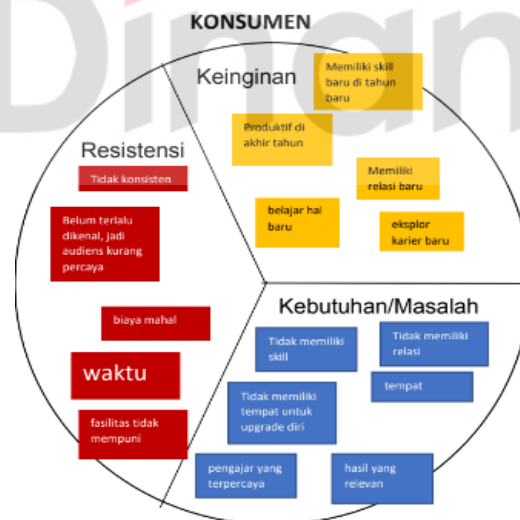 KONSUMEN
Keinginan
Memiliki skill
baru di tahun
baru
Produktif di
akhir tahun
Memiliki
relasi baru
belajar hal
baru
eksplor
karier baru
Resistensi
Tidak konsisten
Belum terlalu
dikenal, jadi
audiens kurang
percaya
biaya mahal
waktu
fasilitas tidak
mempuni
Kebutuhan/Masalah
Tidak memiliki
skill
Tidak memiliki
relasi
tempat
Tidak memiliki
tempat untuk
upgrade diri
pengajar yang
terpercaya
hasil yang
relevan